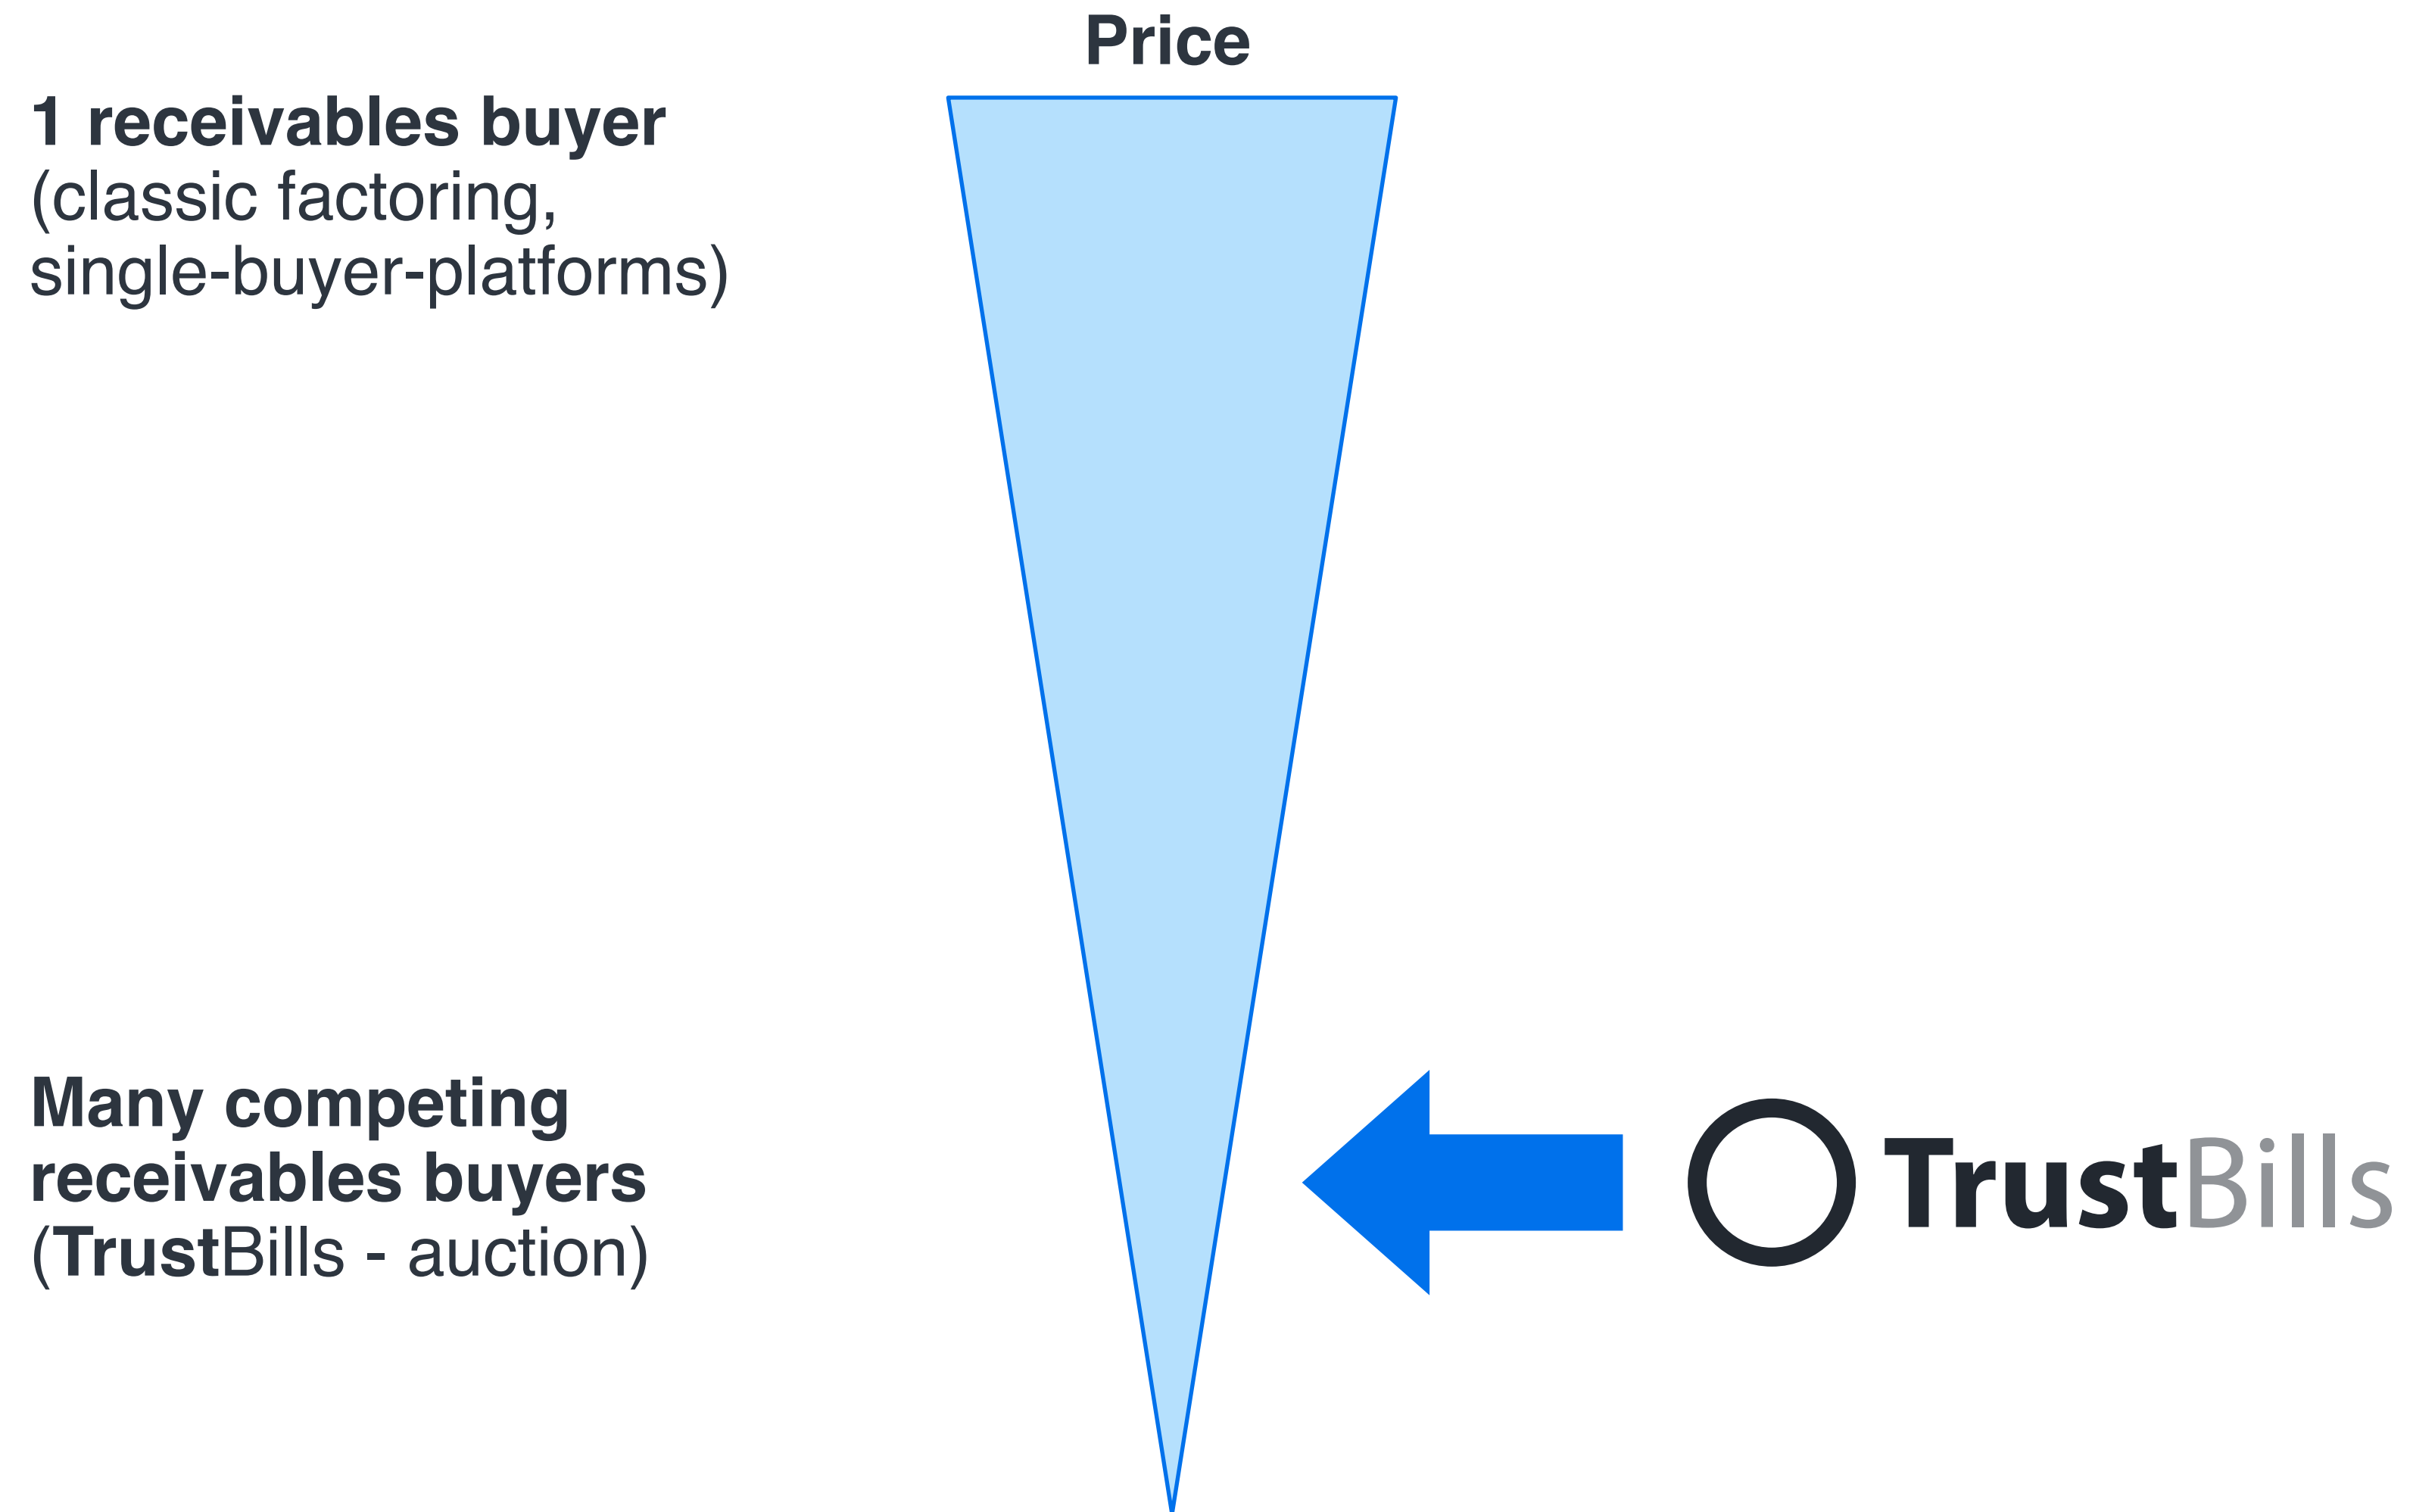 Price
1 receivables buyer
(classic factoring,
single-buyer-platforms)
Many competing
receivables buyers
(TrustBills - auction)
TrustBills